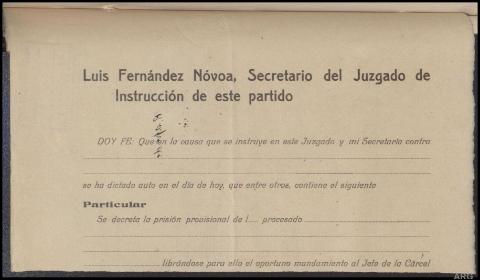 Luis Fernández Nóvoa, Secretario del Juzgado de
Instrucción de este partido
DOY FE: Que en la causa que se instruye en este Juzgado y mi Secretaría contra
se ha dictado auto en el día de hoy, que entre otros, contiene el siguiente
Particular
Se decreta la prisión provisional de l... procesado
librándose para ello el oportuno mandamiento al Jefe de la Cárcel
ARG